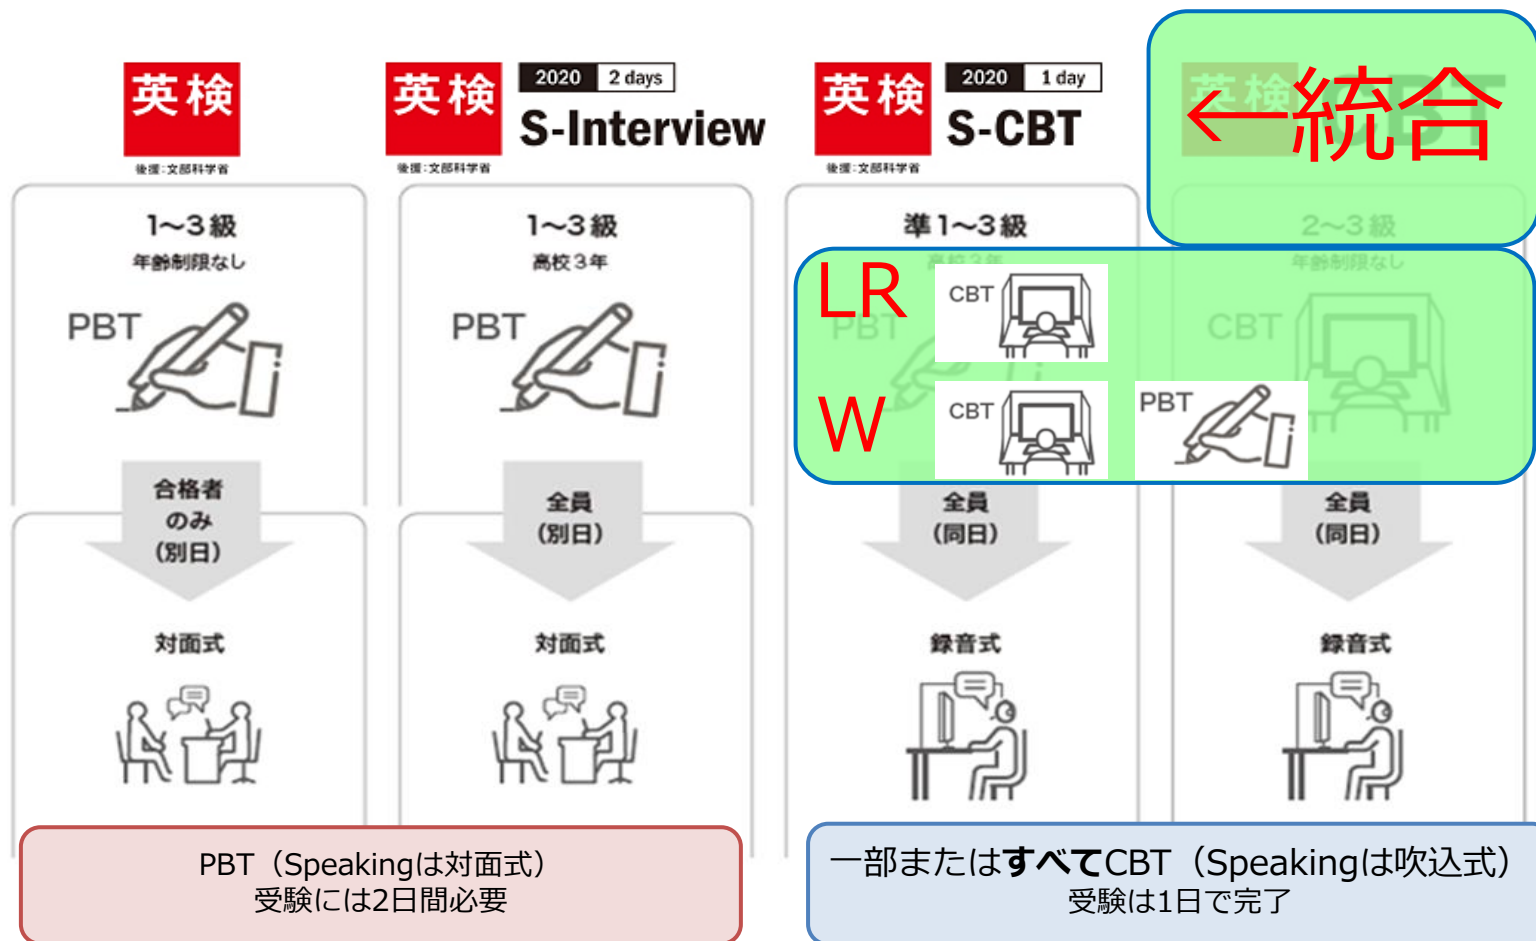 英検
後援:文部科学省
1〜3級
年齢制限なし
PBT
合格者
のみ
(別日)
対面式
英検
2020 2 days
S-Interview
後援:文部科学省
1〜3級
高校3年
PBT
全員
(別日)
対面式
英検
2020 1 day
S-CBT
後援:文部科学省
準1〜3級
高校3年
PBT
LR
CBT
W
CBT
PBT
全員
(同日)
録音式
英検 CBT
←統合
2〜3級
年齢制限なし
CBT
全員
(同日)
録音式
PBT(Speakingは対面式)
受験には2日間必要
一部またはすべてCBT(Speakingは吹込式)
受験は1日で完了